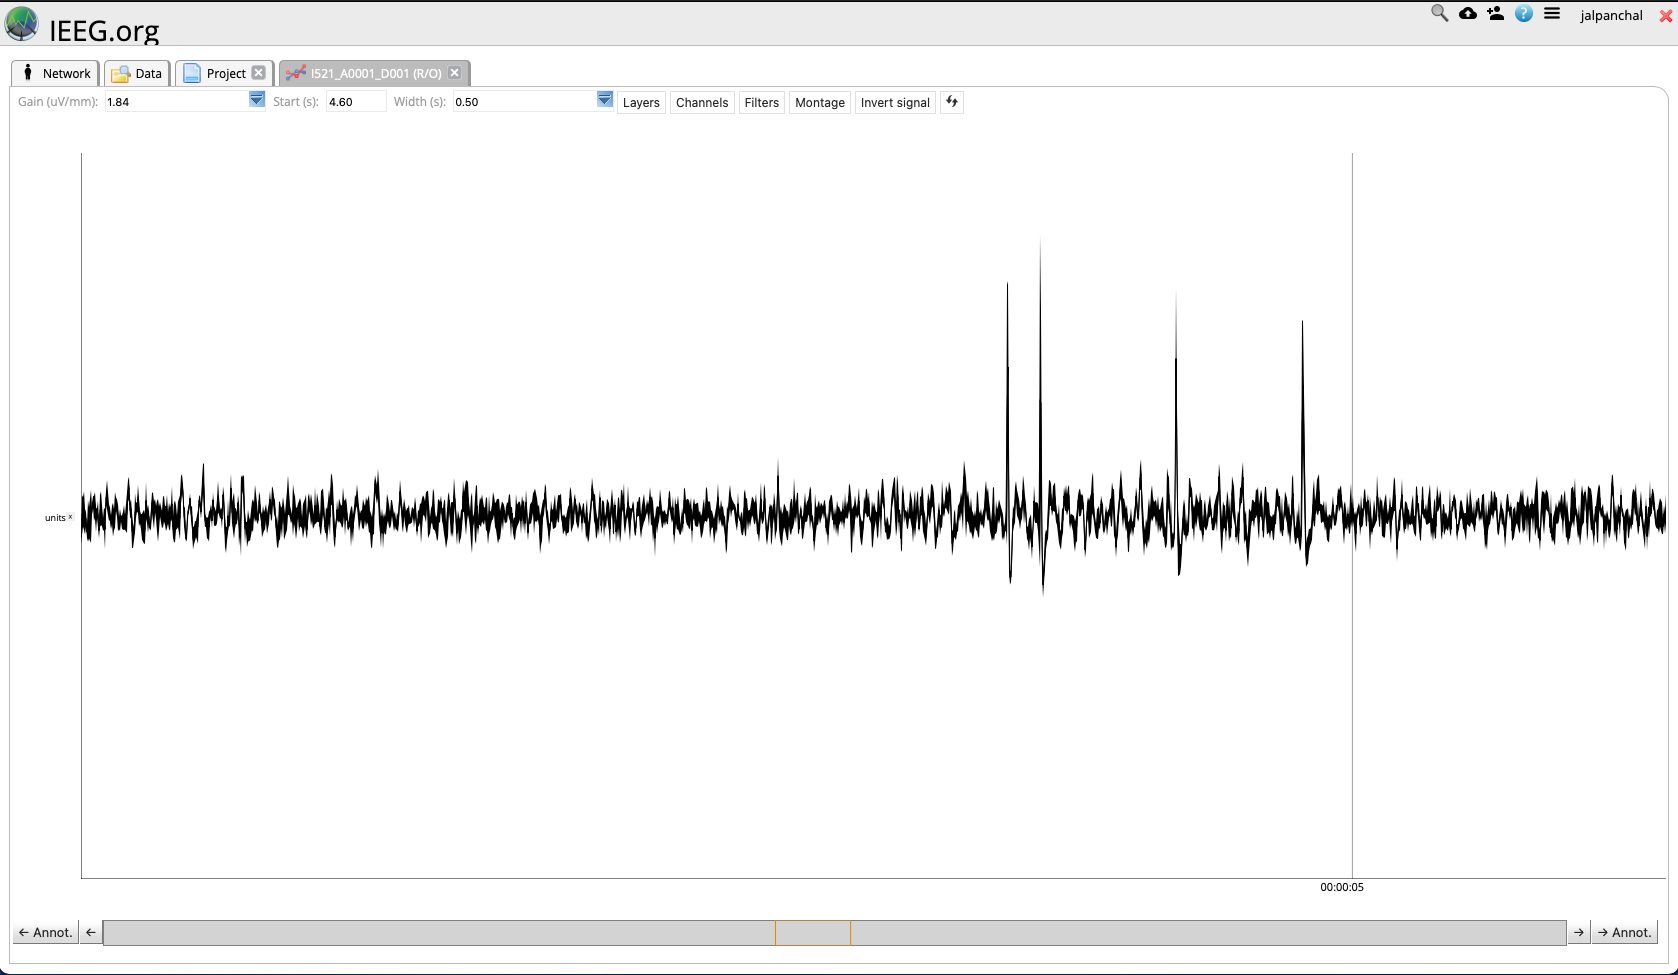 IEEG.org
? jalpanchal
Network Data Project I521_A0001_D001 (R/O)
Gain (uV/mm): 1.84 Start (s): 4.60 Width (s): 0.50 Layers Channels Filters Montage Invert signal
units x
00:00:05
← Annot. ← → → Annot.